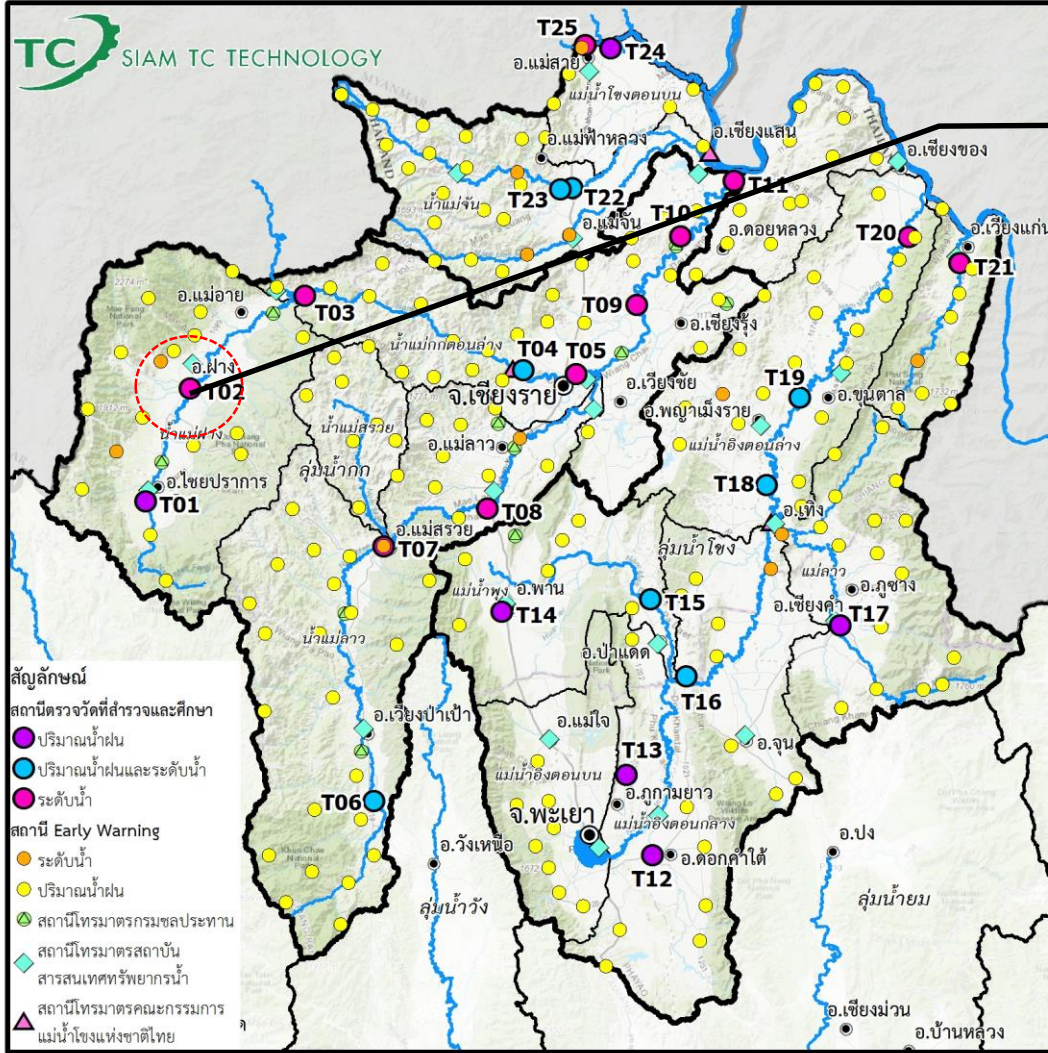 TC SIAM TC TECHNOLOGY
T25
T24
อ.แม่สาย
แม่น้ำโขงตอนบน
MYANMAR
THAILAND
อ.แม่ฟ้าหลวง
อ.เชียงแสน
อ.เชียงของ
น้ำแม่จัน
T23
T22
T11
อ.แม่จัน
T10
อ.ดอยหลวง
T20
อ.เวียงแก่น
T21
2274 m
Mae Fang
National
Park
อ.แม่อาย
T03
T09
อ.เชียงรุ้ง
น้ำแม่กกตอนล่าง
T04
T05
Wiang Chai
อ.ฝาง
T02
จ.เชียงราย
อ.เวียงชัย
T19
อ.ขุนตาล
1732 m
น้ำแม่ฝาง
น้ำแม่สรวย
อ.แม่ลาว
อ.พญาเม็งราย
แม่น้ำอิงตอนล่าง
ลุ่มน้ำกก
อ.ไชยปราการ
T01
T08
T18
อ.แม่สรวย
T07
อ.เทิง
ลุ่มน้ำโขง
แม่น้ำพุง
อ.พาน
T14
T15
แม่ลาว
อ.ภูซาง
อ.เชียงคำ
T17
น้ำแม่ลาว
อ.ป่าแดด
T16
อ.เวียงป่าเป้า
อ.แม่ใจ
อ.จุน
T13
แม่น้ำอิงตอนบน
อ.ภูกามยาว
T06
จ.พะเยา
แม่น้ำอิงตอนกลาง
อ.วังเหนือ
T12
อ.ดอกคำใต้
อ.ปง
ลุ่มน้ำวัง
ลุ่มน้ำยม
PHAYAO
อ.เชียงม่วน
อ.บ้านหลวง
สัญลักษณ์
สถานีตรวจวัดที่สำรวจและศึกษา
ปริมาณน้ำฝน
ปริมาณน้ำฝนและระดับน้ำ
ระดับน้ำ
สถานี Early Warning
ระดับน้ำ
ปริมาณน้ำฝน
สถานีโทรมาตรกรมชลประทาน
สถานีโทรมาตรสถาบัน
สารสนเทศทรัพยากรน้ำ
สถานีโทรมาตรคณะกรรมการ
แม่น้ำโขงแห่งชาติไทย